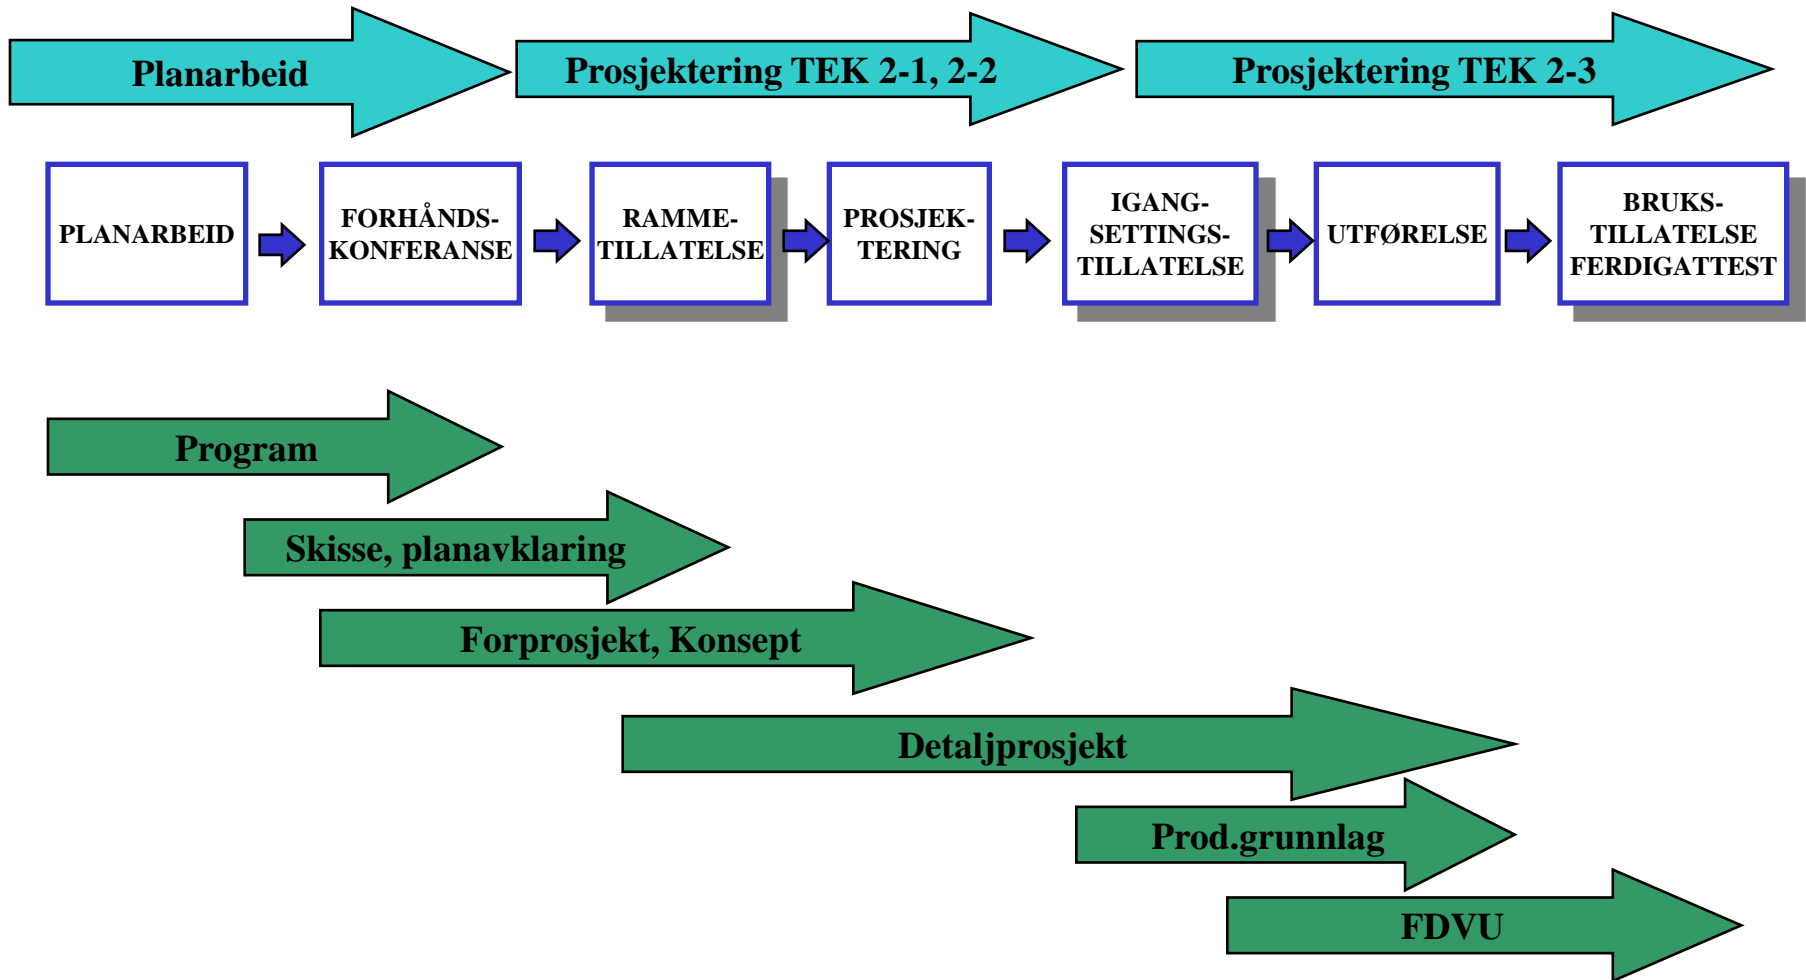 Planarbeid
Prosjektering TEK 2-1, 2-2
Prosjektering TEK 2-3
PLANARBEID
FORHÅNDS-
KONFERANSE
RAMME-
TILLATELSE
PROSJEK-
TERING
IGANG-
SETTINGS-
TILLATELSE
UTFØRELSE
BRUKS-
TILLATELSE
FERDIGATTEST
Program
Skisse, planavklaring
Forprosjekt, Konsept
Detaljprosjekt
Prod.grunnlag
FDVU